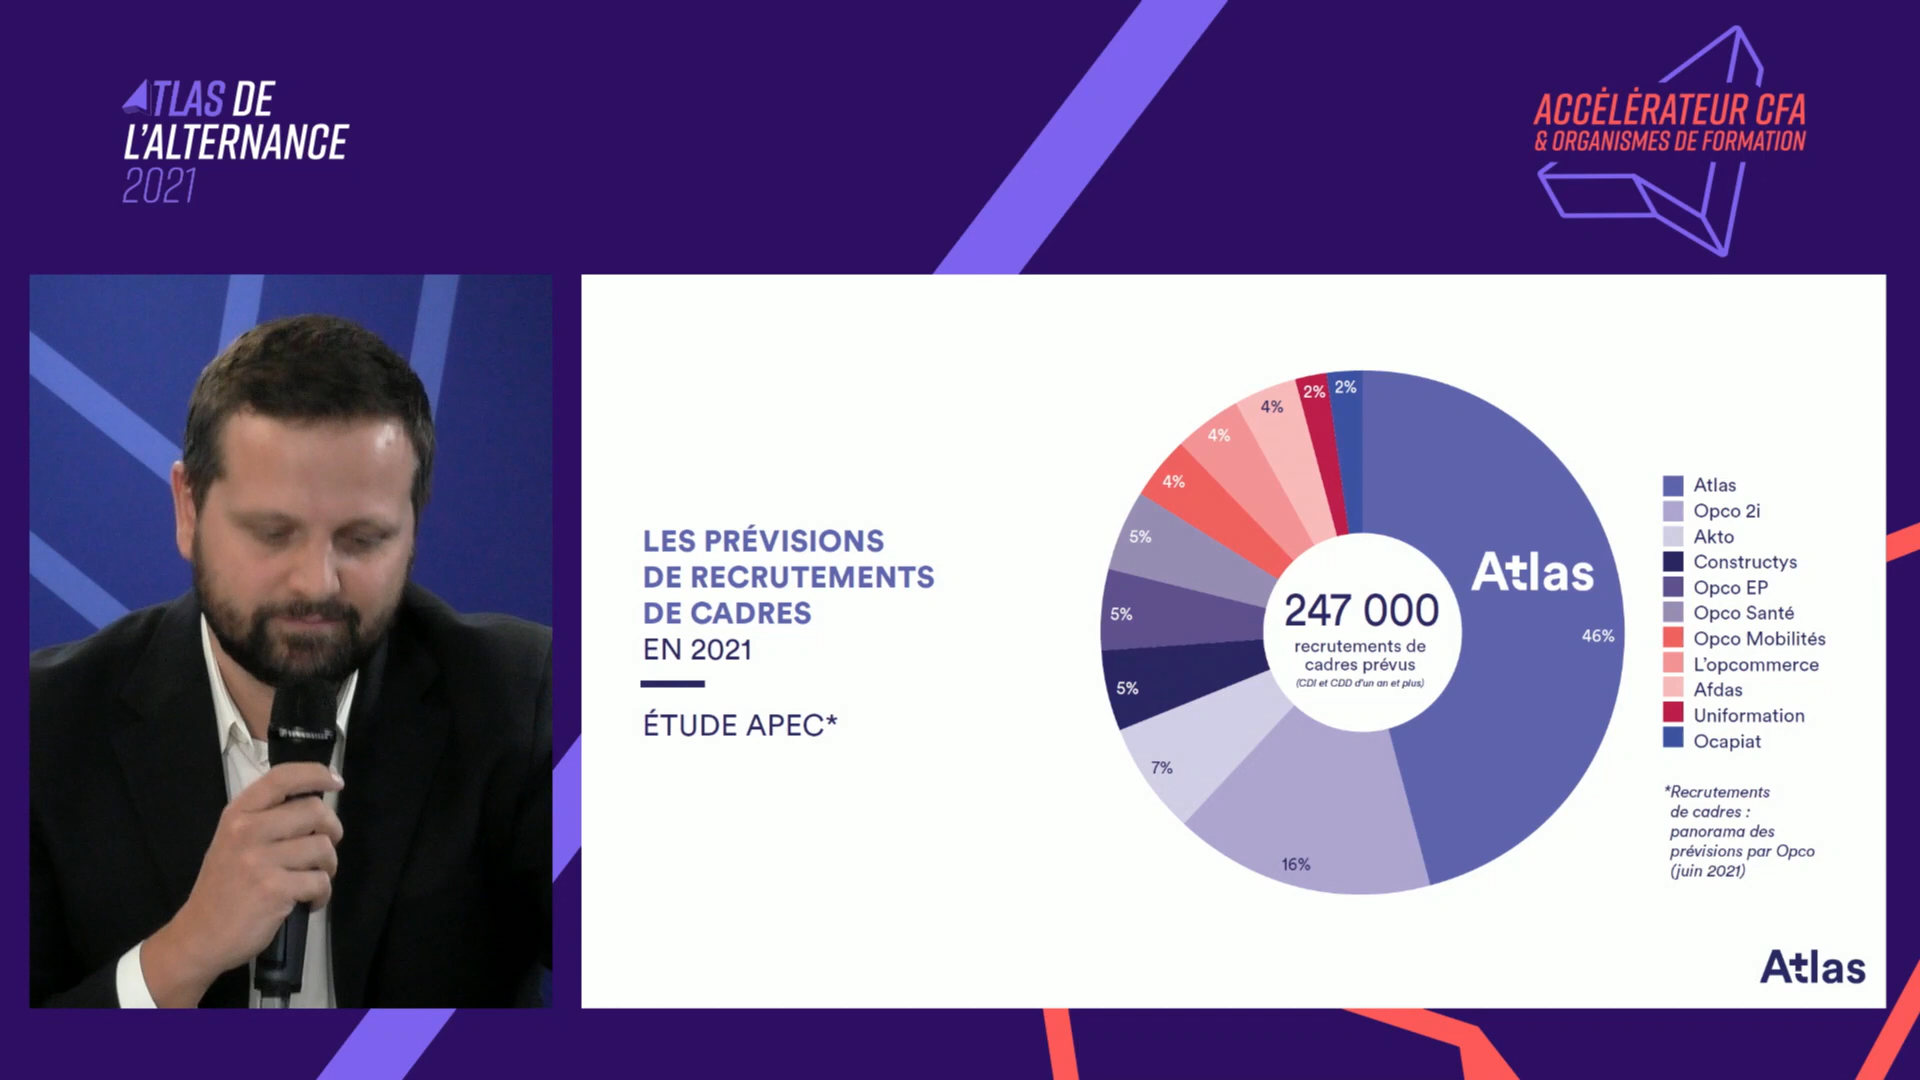 ATLAS DE
L'ALTERNANCE
2021
ACCÉLÉRATEUR CFA
& ORGANISMES DE FORMATION
LES PRÉVISIONS
DE RECRUTEMENTS
DE CADRES
EN 2021
ÉTUDE APEC*
2%
2%
4%
4%
4%
5%
5%
5%
7%
16%
46%
Atlas
247 000
recrutements de
cadres prévus
(CDI et CDD d'un an et plus)
Atlas
Opco 2i
Akto
Constructys
Opco EP
Opco Santé
Opco Mobilités
L'opcommerce
Afdas
Uniformation
Ocapiat
*Recrutements
de cadres :
panorama des
prévisions par Opco
(juin 2021)
Atlas